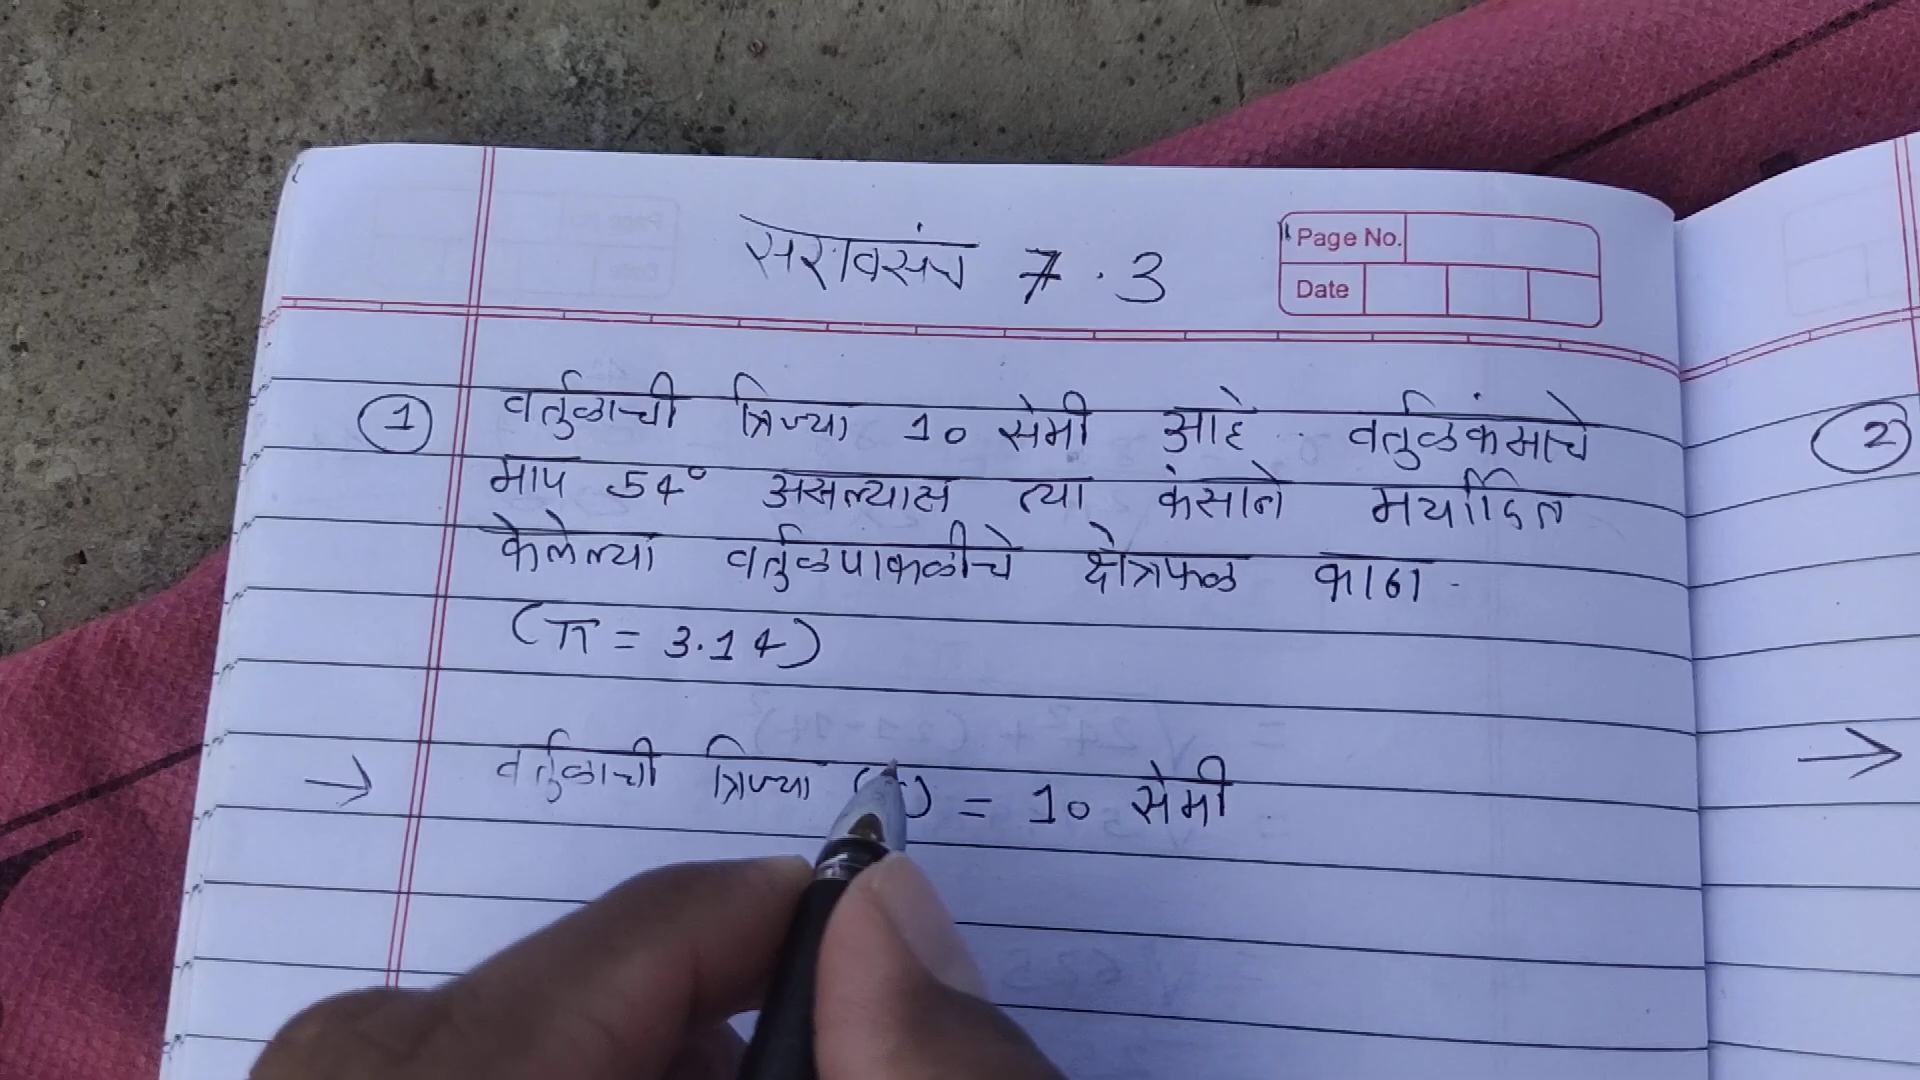 सरावसंच 7.3
Page No.
Date
1 वर्तुळाची त्रिज्या 10 सेमी आहे. वर्तुळकंसाचे
माप 54° असल्यास त्या कंसाने मर्यादित
केलेल्या वर्तुळपाकळीचे क्षेत्रफळ काढा.
(π = 3.14)
→ वर्तुळाची त्रिज्या ( ) = 10 सेमी
2
→